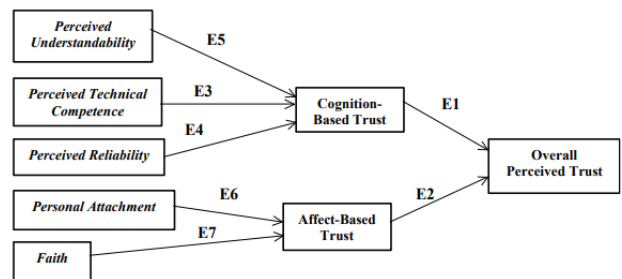 Perceived
Understandability
E5
Perceived Technical
Competence
E3
Cognition-
Based Trust
E1
E4
Perceived Reliability
Overall
Perceived Trust
E2
Personal Attachment
E6
Affect-Based
Trust
E7
Faith